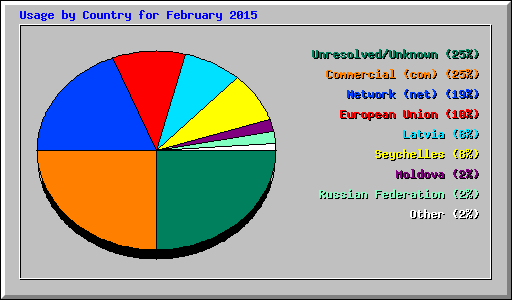 Usage by Country for February 2015
Unresolved/Unknown (25%)
Commercial (com) (25%)
Network (net) (19%)
European Union (10%)
Latvia (8%)
Seychelles (8%)
Moldova (2%)
Russian Federation (2%)
Other (2%)